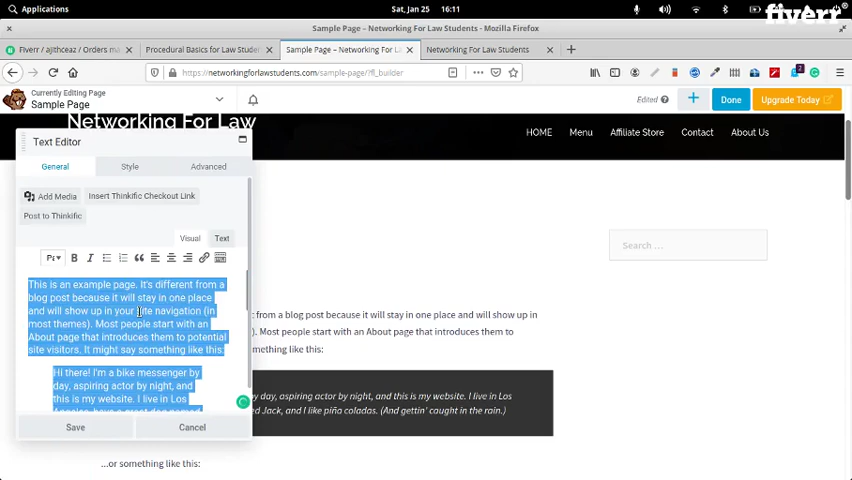 Applications
Sat, Jan 25 16:11
fiverr
Sample Page – Networking For Law Students - Mozilla Firefox
Fiverr / ajithceaz / Orders ma
Procedural Basics for Law Stude
Sample Page – Networking For L
Networking For Law Students
https://networkingforlawstudents.com/sample-page/?fl_builder
2
Currently Editing Page
Sample Page
Edited
Done
Upgrade Today
Networking For Law
HOME Menu Affiliate Store Contact About Us
Text Editor
General Style Advanced
Add Media Insert Thinkific Checkout Link
Post to Thinkific
Visual Text
This is an example page. It's different from a
blog post because it will stay in one place
and will show up in your site navigation (in
most themes). Most people start with an
About page that introduces them to potential
site visitors. It might say something like this:
Hi there! I'm a bike messenger by
day, aspiring actor by night, and
this is my website. I live in Los
Angeles, have a great dog named
Save Cancel
Search …
from a blog post because it will stay in one place and will show up in
). Most people start with an About page that introduces them to
mething like this:
by day, aspiring actor by night, and this is my website. I live in Los
ed Jack, and I like piña coladas. (And gettin' caught in the rain.)
...or something like this: